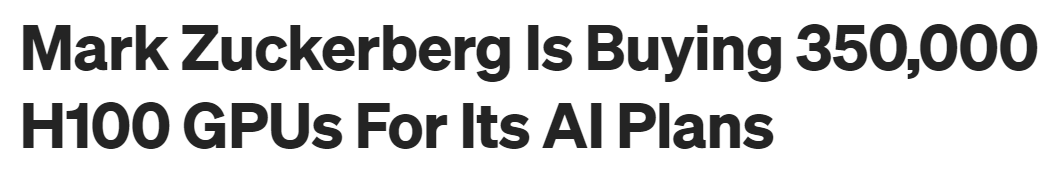 Mark Zuckerberg Is Buying 350,000
H100 GPUs For Its AI Plans